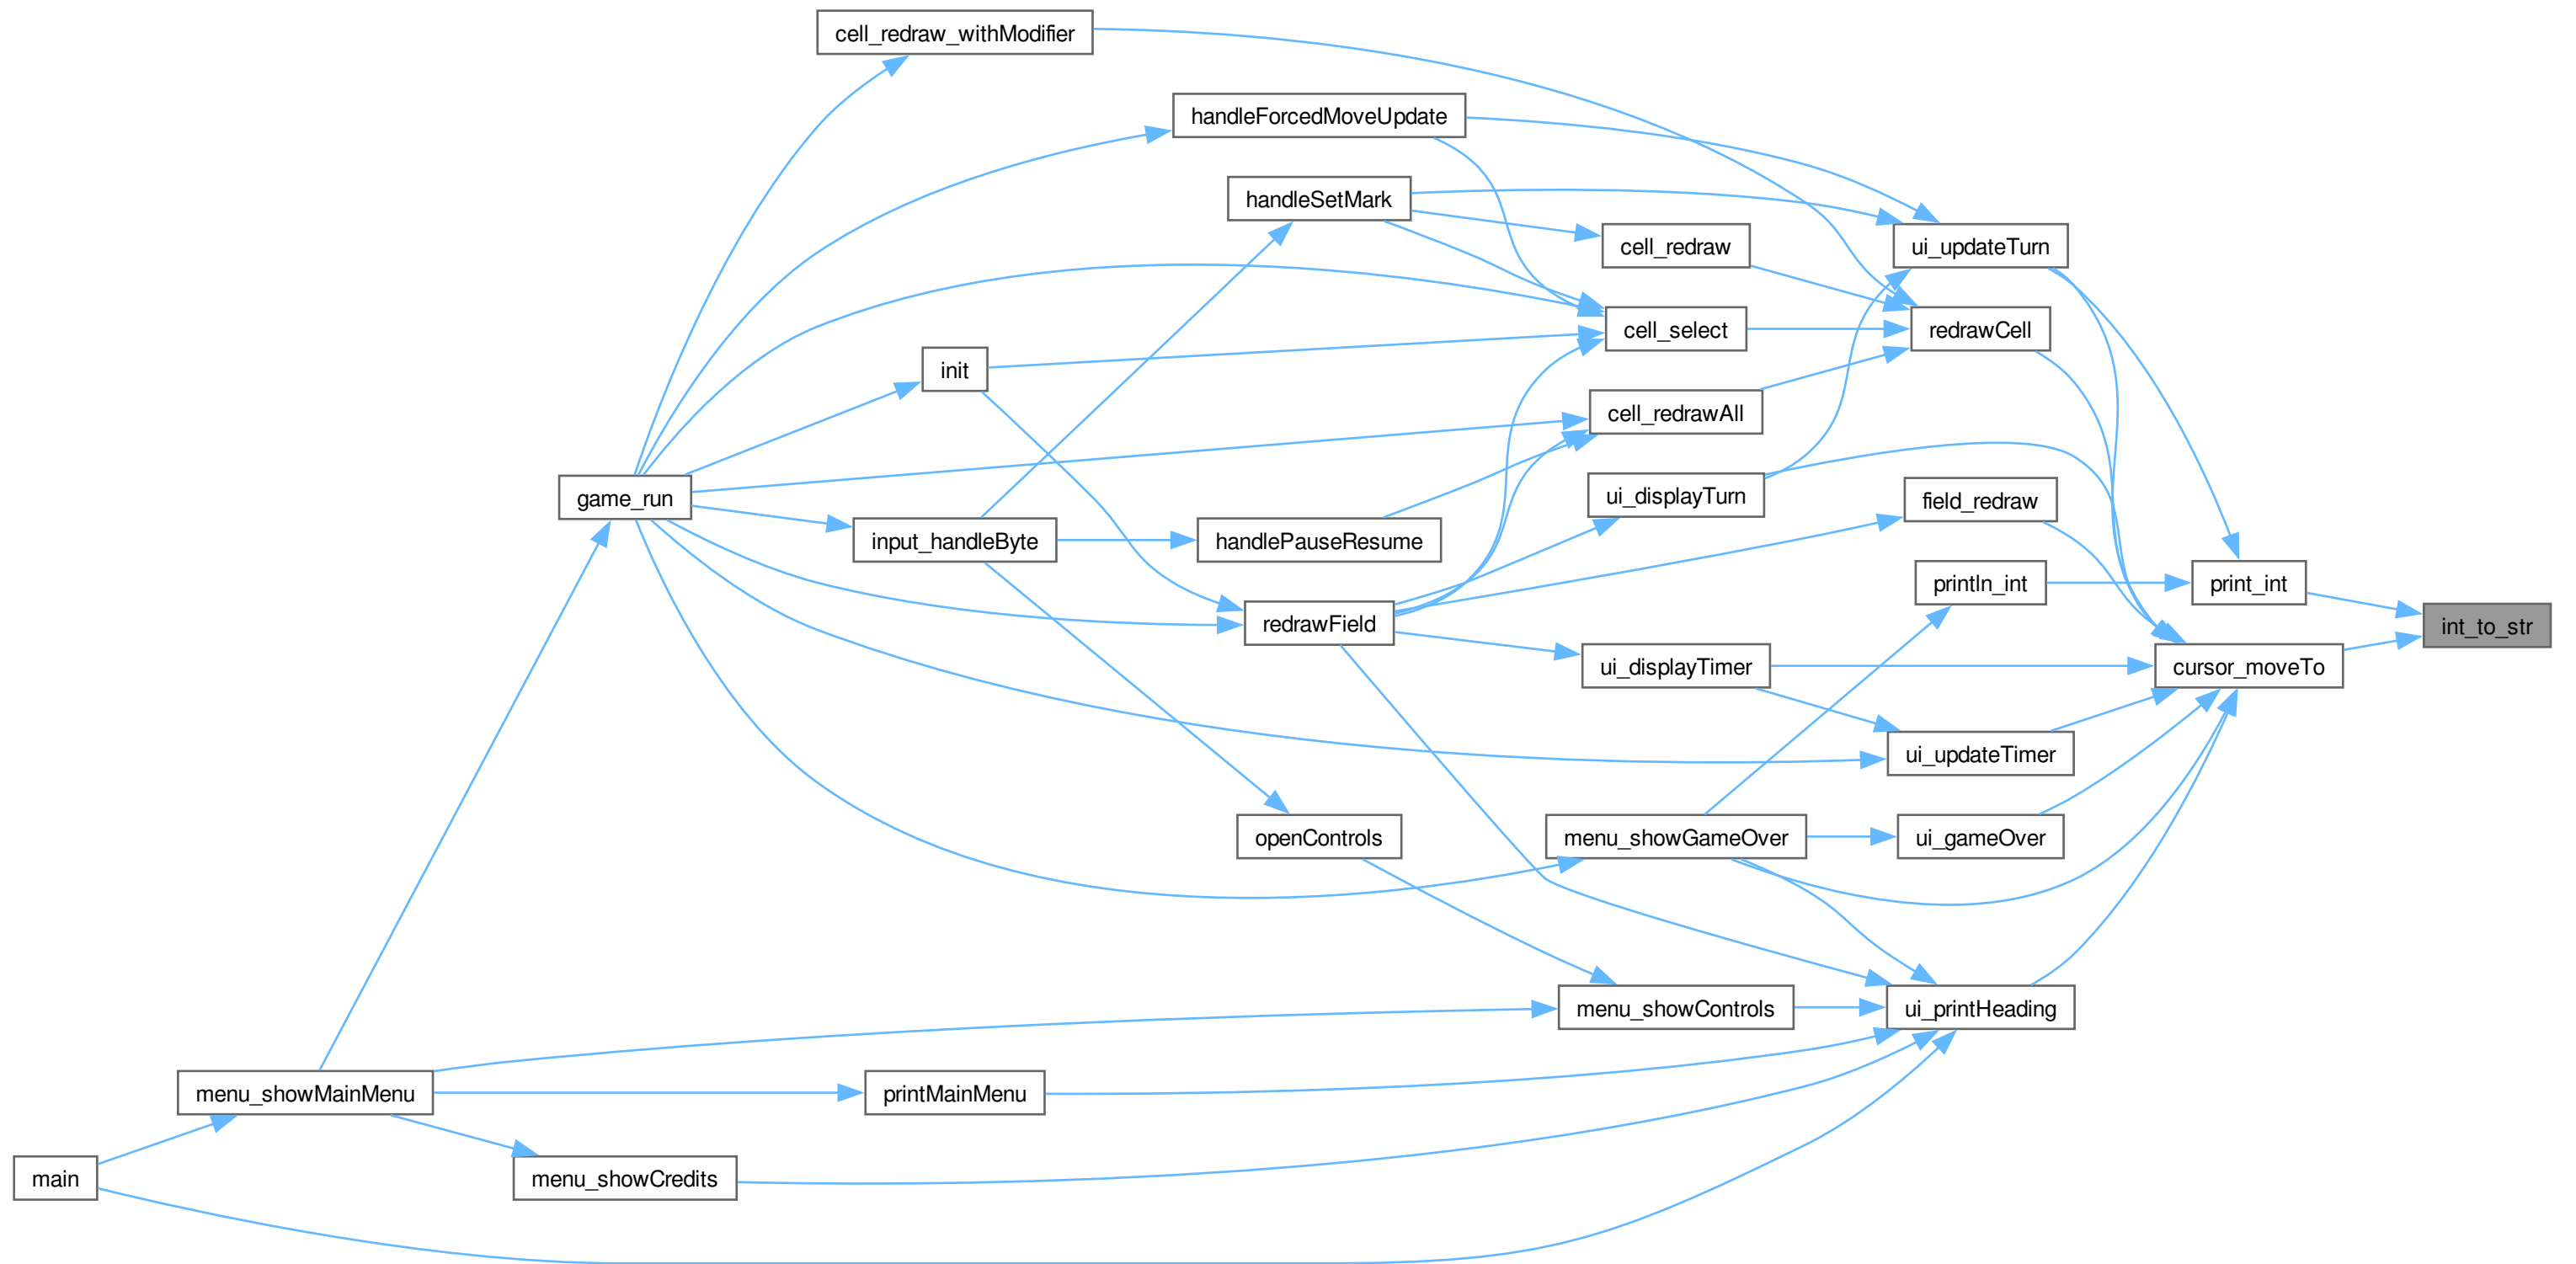 cell_redraw_withModifier
handleForcedMoveUpdate
handleSetMark
cell_redraw
ui_updateTurn
cell_select
redrawCell
init
cell_redrawAll
game_run
ui_displayTurn
field_redraw
input_handleByte
handlePauseResume
println_int
print_int
redrawField
int_to_str
ui_displayTimer
cursor_moveTo
ui_updateTimer
openControls
menu_showGameOver
ui_gameOver
menu_showControls
ui_printHeading
menu_showMainMenu
printMainMenu
main
menu_showCredits